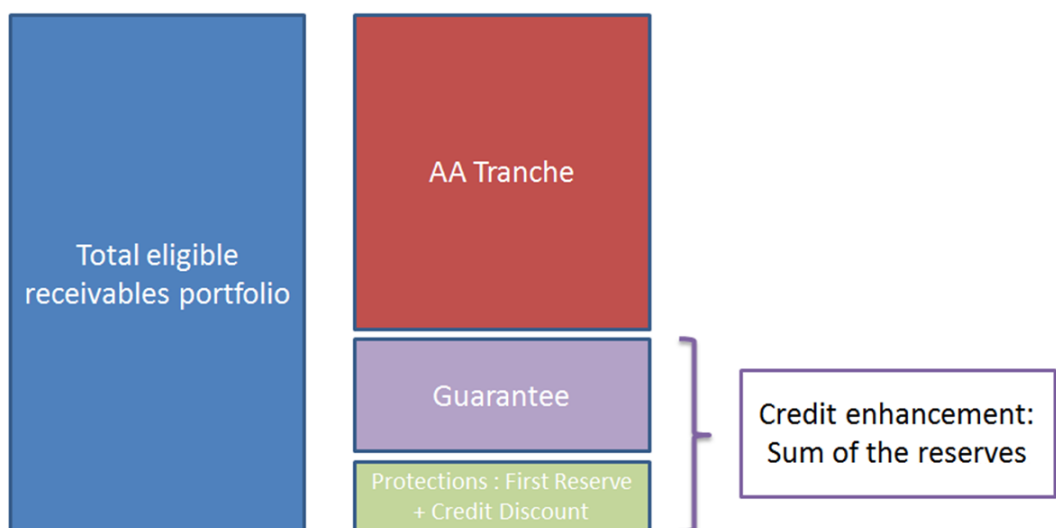 Total eligible
receivables portfolio
AA Tranche
Guarantee
Protections : First Reserve
+ Credit Discount
Credit enhancement:
Sum of the reserves